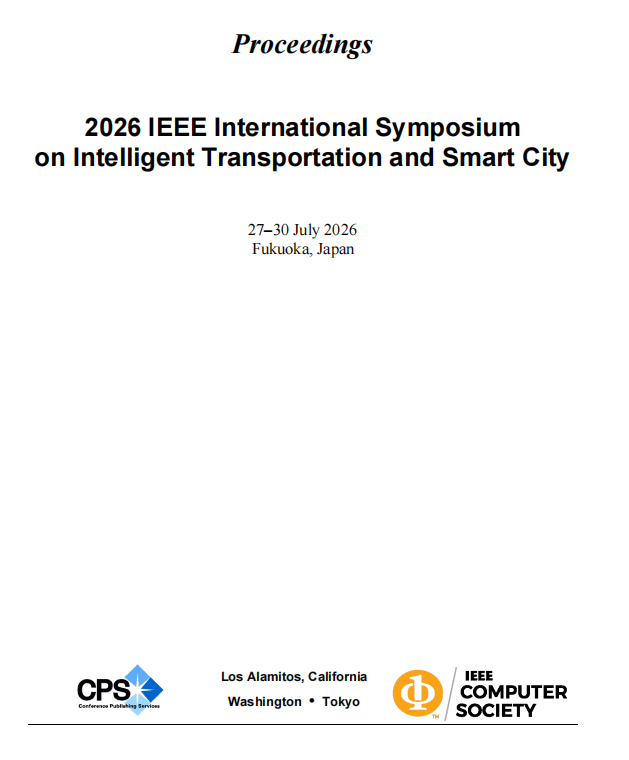 Proceedings
2026 IEEE International Symposium
on Intelligent Transportation and Smart City
27–30 July 2026
Fukuoka, Japan
CPS
Conference Publishing Services
Los Alamitos, California
Washington • Tokyo
TM
IEEE
COMPUTER
SOCIETY